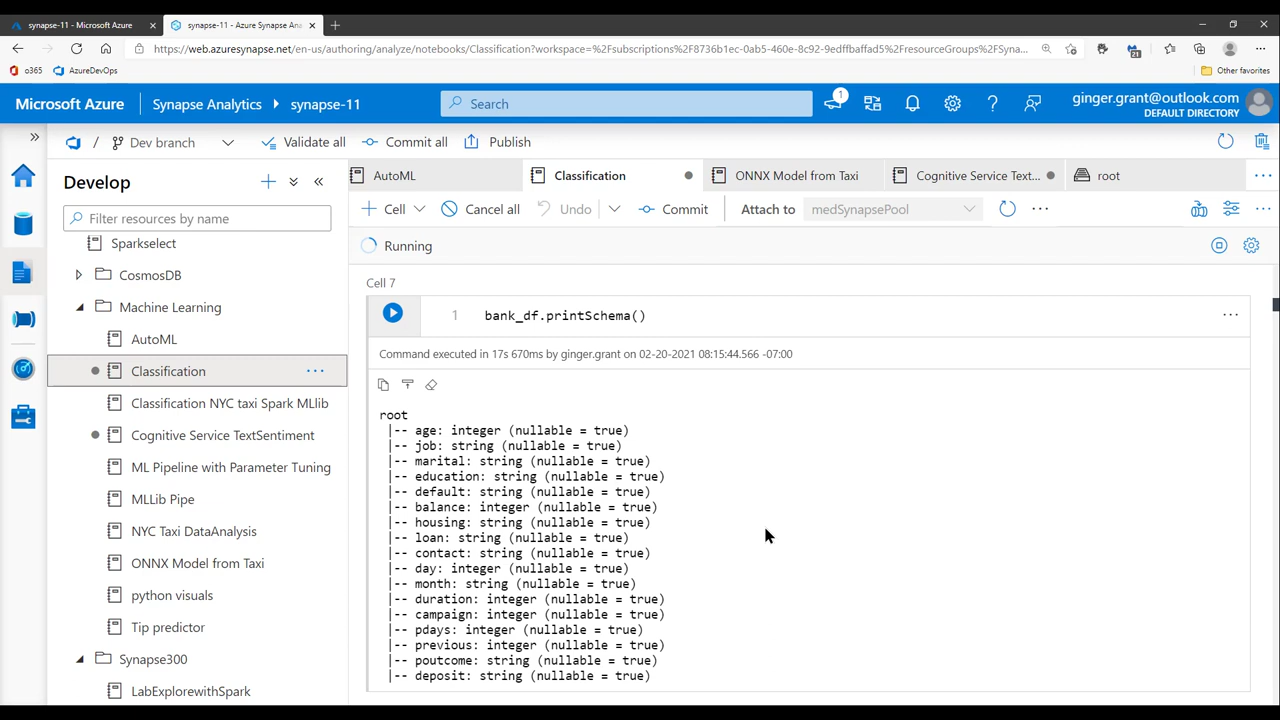 synapse-11 - Microsoft Azure
synapse-11 - Azure Synapse Ana
https://web.azuresynapse.net/en-us/authoring/analyze/notebooks/Classification?workspace=%2Fsubscriptions%2F8736b1ec-0ab5-460e-8c92-9edffbaffad5%2FresourceGroups%2FSyna...
21
o365
AzureDevOps
Other favorites
Microsoft Azure
Synapse Analytics
synapse-11
Search
1
ginger.grant@outlook.com
DEFAULT DIRECTORY
/
Dev branch
Validate all
Commit all
Publish
Develop
Filter resources by name
Sparkselect
CosmosDB
Machine Learning
AutoML
Classification
Classification NYC taxi Spark MLlib
Cognitive Service TextSentiment
ML Pipeline with Parameter Tuning
MLLib Pipe
NYC Taxi DataAnalysis
ONNX Model from Taxi
python visuals
Tip predictor
Synapse300
LabExplorewithSpark
AutoML
Classification
ONNX Model from Taxi
Cognitive Service Text...
root
Cell
Cancel all
Undo
Commit
Attach to
medSynapsePool
Running
Cell 7
1
bank_df.printSchema()
Command executed in 17s 670ms by ginger.grant on 02-20-2021 08:15:44.566 -07:00
root
|-- age: integer (nullable = true)
|-- job: string (nullable = true)
|-- marital: string (nullable = true)
|-- education: string (nullable = true)
|-- default: string (nullable = true)
|-- balance: integer (nullable = true)
|-- housing: string (nullable = true)
|-- loan: string (nullable = true)
|-- contact: string (nullable = true)
|-- day: integer (nullable = true)
|-- month: string (nullable = true)
|-- duration: integer (nullable = true)
|-- campaign: integer (nullable = true)
|-- pdays: integer (nullable = true)
|-- previous: integer (nullable = true)
|-- poutcome: string (nullable = true)
|-- deposit: string (nullable = true)